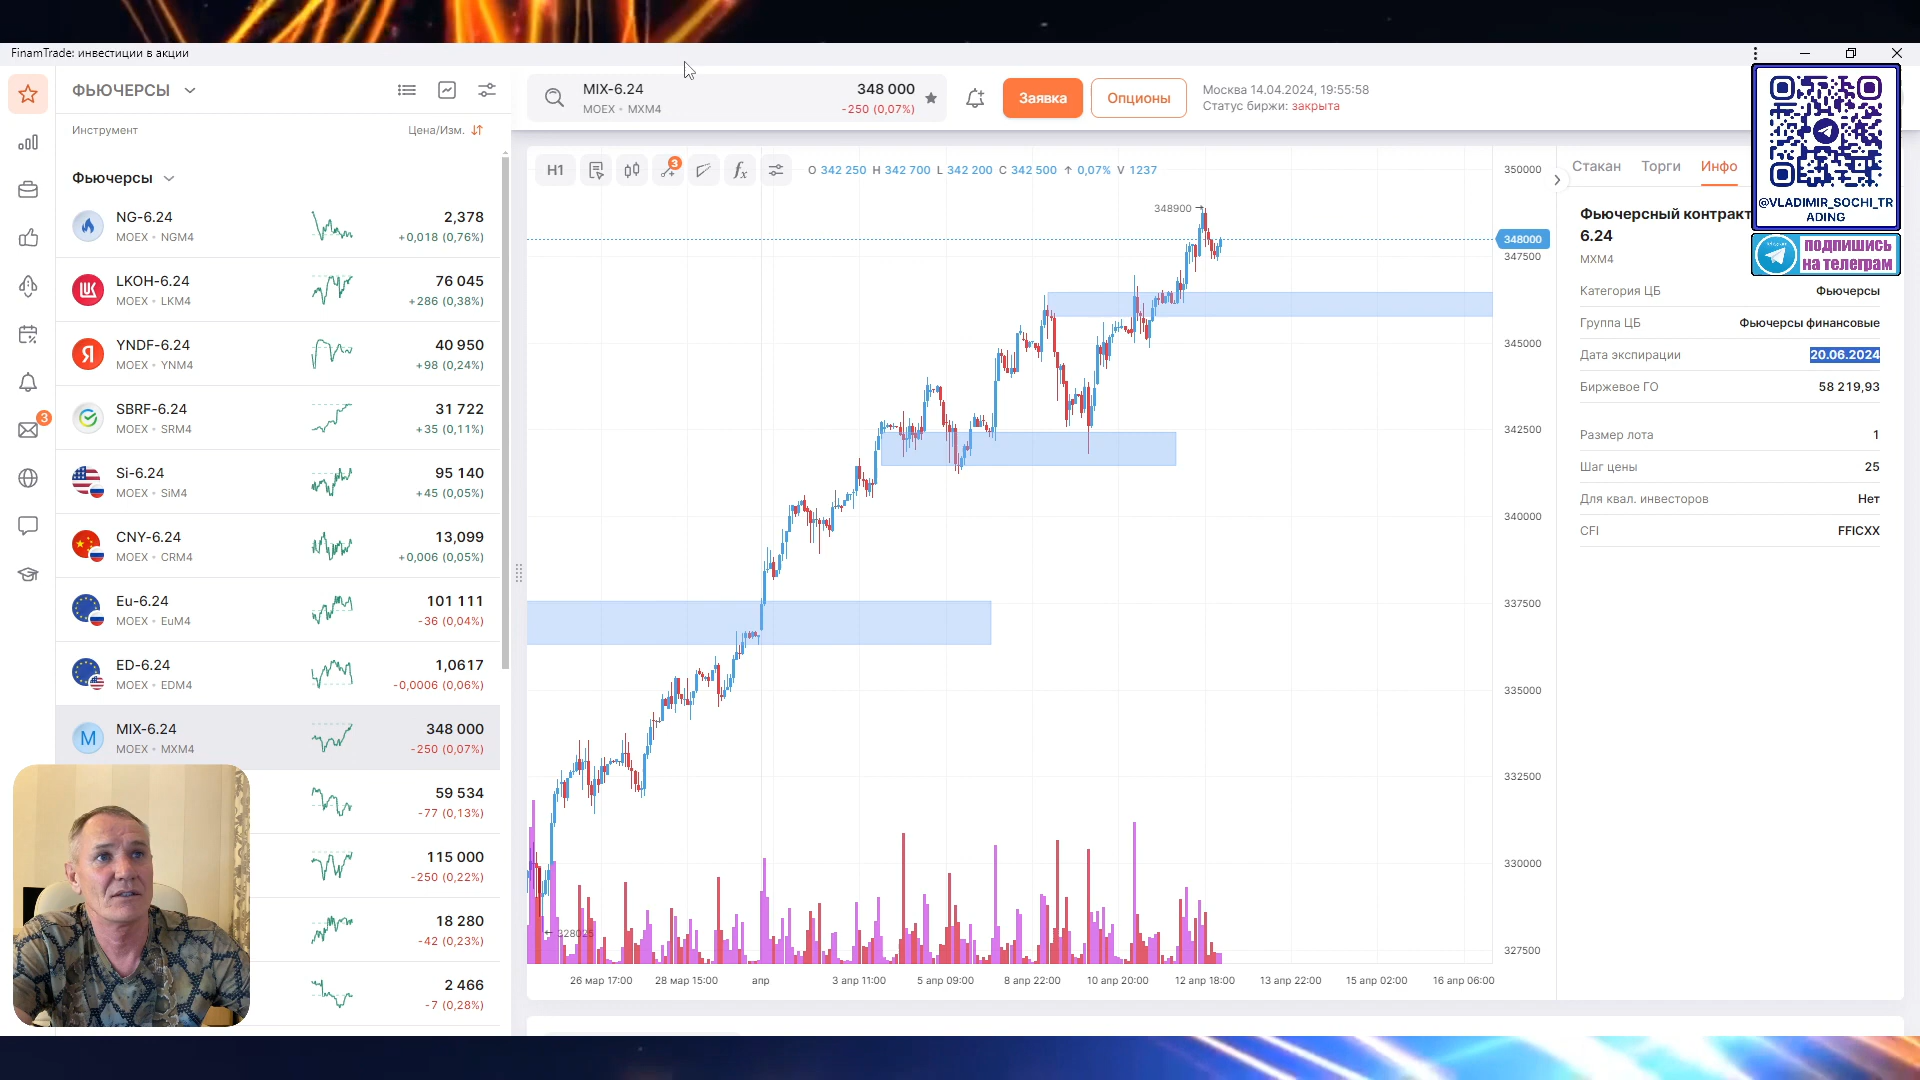 FinamTrade: инвестиции в акции
ФЬЮЧЕРСЫ
Инструмент
Цена/Изм.
Фьючерсы
NG-6.24
2,378
MOEX • NGM4
+0,018 (0,76%)
LKOH-6.24
76 045
MOEX • LKM4
+286 (0,38%)
YNDF-6.24
40 950
MOEX • YNM4
+98 (0,24%)
SBRF-6.24
31 722
MOEX • SRM4
+35 (0,11%)
3
Si-6.24
95 140
MOEX • SiM4
+45 (0,05%)
CNY-6.24
13,099
MOEX • CRM4
+0,006 (0,05%)
Eu-6.24
101 111
MOEX • EuM4
-36 (0,04%)
ED-6.24
1,0617
MOEX • EDM4
-0,0006 (0,06%)
M
MIX-6.24
348 000
MOEX • MXM4
-250 (0,07%)
59 534
-77 (0,13%)
115 000
-250 (0,22%)
18 280
-42 (0,23%)
2 466
-7 (0,28%)
MIX-6.24
348 000
MOEX • MXM4
-250 (0,07%)
Заявка
Опционы
Москва 14.04.2024, 19:55:58
Статус биржи: закрыта
H1
3
fx
O 342 250 H 342 700 L 342 200 C 342 500 ↑ 0,07% V 1237
348900
328025
350000
348000
347500
345000
342500
340000
337500
335000
332500
330000
327500
26 мар 17:00
28 мар 15:00
апр
3 апр 11:00
5 апр 09:00
8 апр 22:00
10 апр 20:00
12 апр 18:00
13 апр 22:00
15 апр 02:00
16 апр 06:00
Стакан
Торги
Инфо
Фьючерсный контракт
6.24
MXM4
Категория ЦБ
Фьючерсы
Группа ЦБ
Фьючерсы финансовые
Дата экспирации
20.06.2024
Биржевое ГО
58 219,93
Размер лота
1
Шаг цены
25
Для квал. инвесторов
Нет
CFI
FFICXX
@VLADIMIR_SOCHI_TR
ADING
подпишись
на телеграм